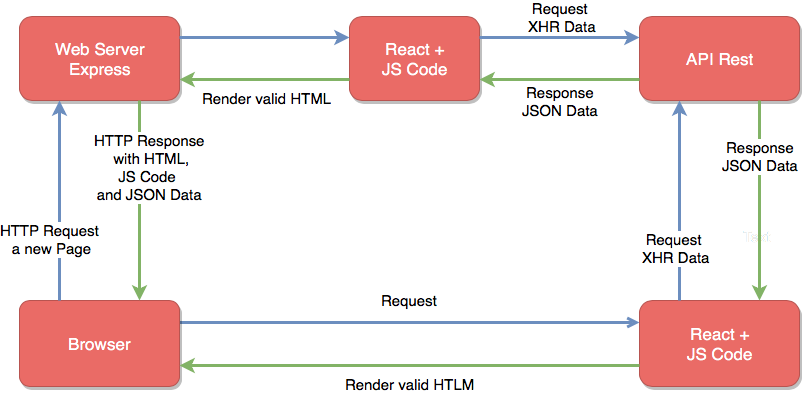 Request
XHR Data
Web Server
Express
React +
JS Code
API Rest
Render valid HTML
Response
JSON Data
HTTP Response
with HTML,
JS Code
and JSON Data
Response
JSON Data
HTTP Request
a new Page
Request
XHR Data
Text
Request
Browser
React +
JS Code
Render valid HTLM